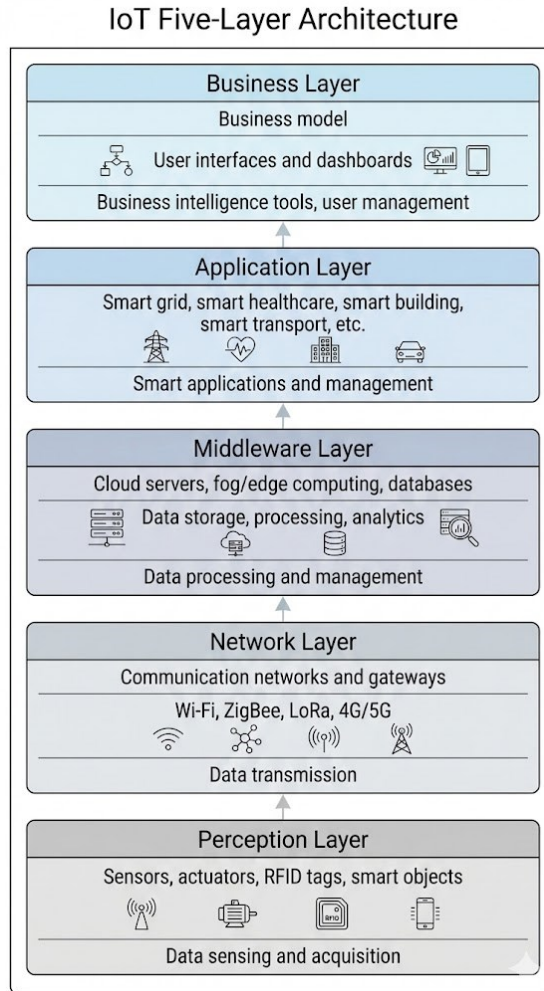 IoT Five-Layer Architecture
Business Layer
Business model
User interfaces and dashboards
Business intelligence tools, user management
Application Layer
Smart grid, smart healthcare, smart building,
smart transport, etc.
Smart applications and management
Middleware Layer
Cloud servers, fog/edge computing, databases
Data storage, processing, analytics
Data processing and management
Network Layer
Communication networks and gateways
Wi-Fi, ZigBee, LoRa, 4G/5G
Data transmission
Perception Layer
Sensors, actuators, RFID tags, smart objects
RFID
Data sensing and acquisition